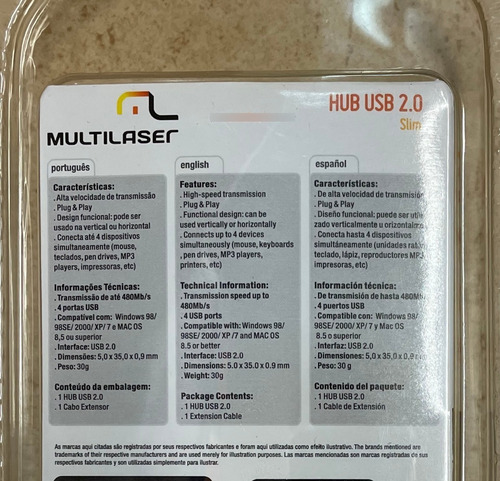 MULTILASER
HUB USB 2.0
Slim
português
Características:
. Alta velocidade de transmissão
. Plug & Play
. Design funcional: pode ser
usado na vertical ou horizontal
. Conecta até 4 dispositivos
simultaneamente (mouse,
teclados, pen drives, MP3
players, impressoras, etc)
Informações Técnicas:
. Transmissão de até 480Mb/s
. 4 portas USB
. Compatível com: Windows 98/
98SE/ 2000/ XP/ 7 e MAC OS
8,5 ou superior
. Interface: USB 2.0
. Dimensões: 5,0 x 35,0 x 0,9 mm
. Peso: 30g
Conteúdo da embalagem:
. 1 HUB USB 2.0
. 1 Cabo Extensor
english
Features:
. High-speed transmission
. Plug & Play
. Functional design: can be
used vertically or horizontally
. Connects up to 4 devices
simultaneously (mouse, keyboards
, pen drives, MP3 players,
printers, etc)
Technical Information:
. Transmission speed up to
480Mb/s
. 4 USB ports
. Compatible with: Windows 98/
98SE/ 2000/ XP /7 and MAC OS
8.5 or better
. Interface: USB 2.0
. Dimensions: 5.0 x 35.0 x 0.9 mm
. Weight: 30g
Package Contents:
. 1 HUB USB 2.0
. 1 Extension Cable
español
Características:
. De alta velocidad de transmisión
. Plug & Play
. Diseño funcional: puede ser utili
zado verticalmente u
. Conecta hasta 4 dispositivos
simultáneamente (unidades
teclado, lápiz, reproductores MP3
impresoras, etc)
Información técnica:
. De transmisión de hasta 480Mb/
. 4 puertos USB
. Compatible con: Windows 98/
98SE/ 2000/ XP/ 7 y Mac OS
8.5 o superior
. Interfaz: USB 2.0
. Dimensiones: 5,0 x 35,0 x 0,9
. Peso: 30 g
Contenido del paquete:
. 1 HUB USB 2.0
. 1 Cable de Extensión
As marcas aqui citadas são registradas por seus respectivos fabricantes e foram aqui utilizadas como efeito ilustrativo. The brands mentioned are
trademarks of their respective manufacturers and are used merely for illustration purposes. Las marcas mencionadas son marcas registradas de sus
respectivos fabricantes y son utilizadas simplemente para ilustrar.